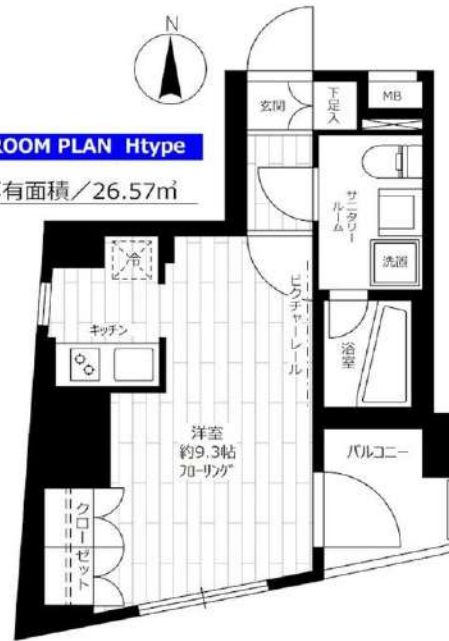 N
ROOM PLAN Htype
有面積／26.57㎡
玄関
下足入
MB
サニタリールーム
洗置
冷
ピクチャーレール
キッチン
浴室
洋室
約9.3帖
フローリング
バルコニー
クローゼット